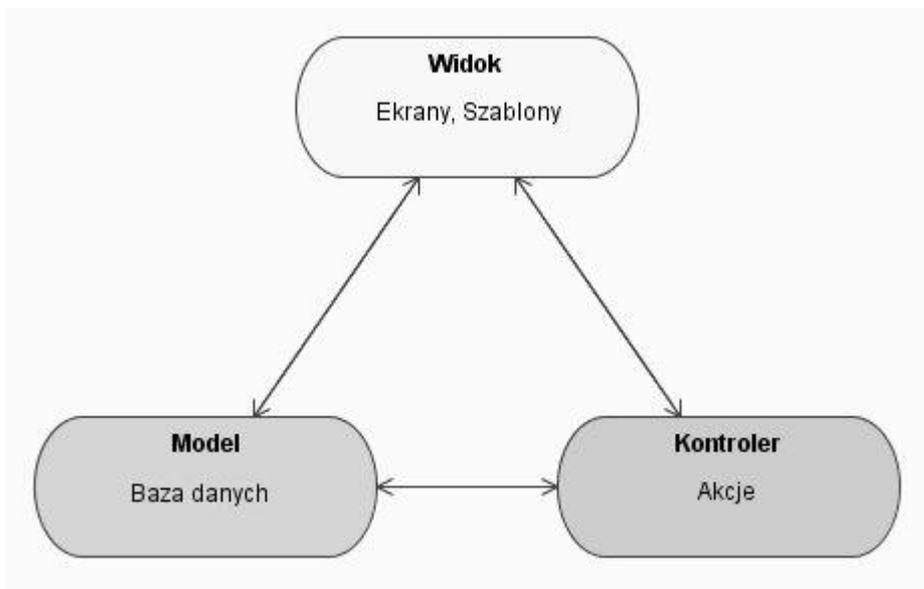 Widok
Ekrany, Szablony
Model
Baza danych
Kontroler
Akcje